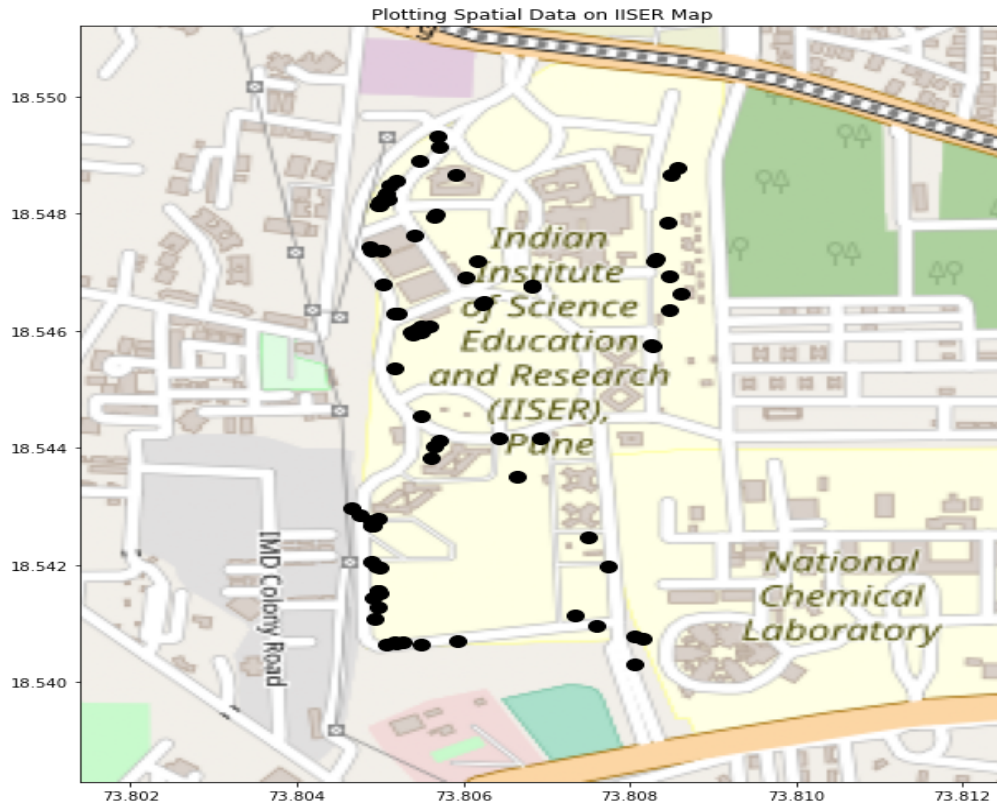 Plotting Spatial Data on IISER Map
18.550
18.548
18.546
18.544
18.542
18.540
Indian
Institute
of Science
Education
and Research
(IISER),
Pune
IMD Colony Road
National
Chemical
Laboratory
73.802
73.804
73.806
73.808
73.810
73.812